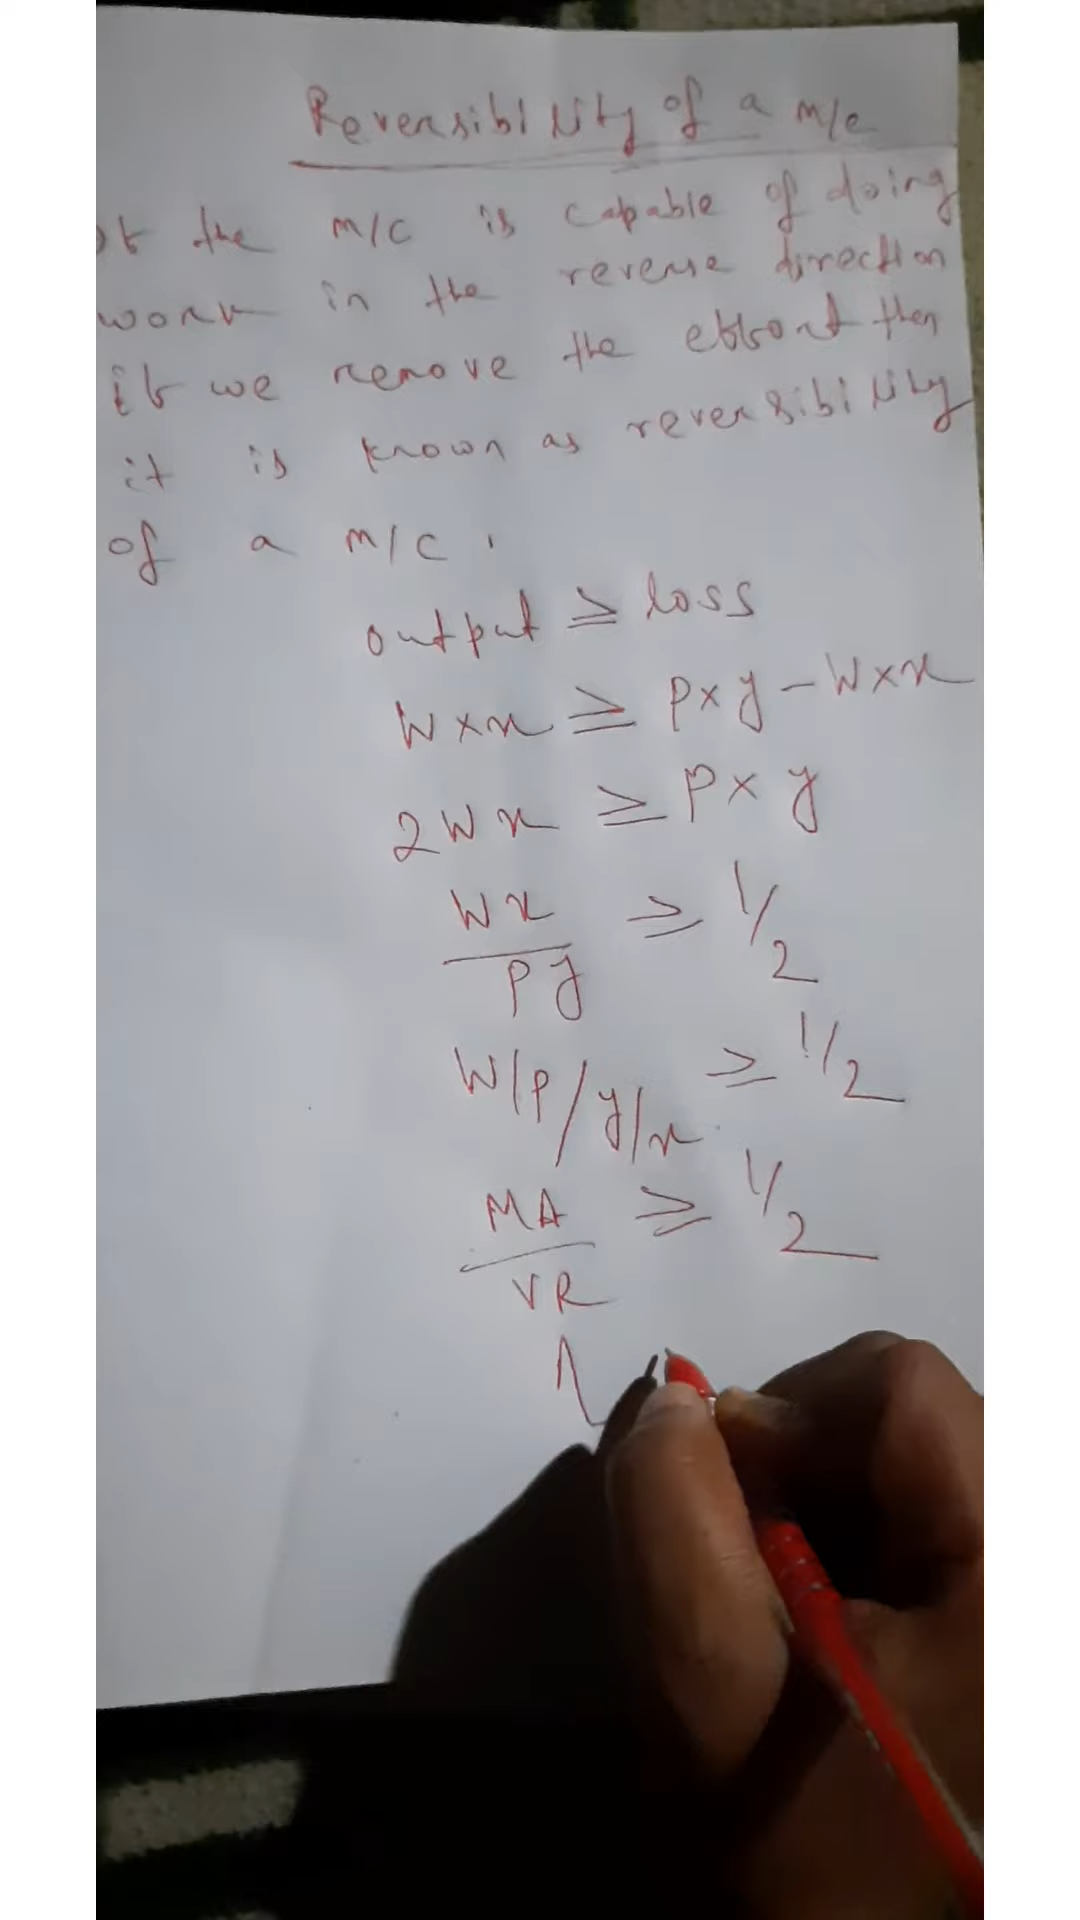 Reversibility of a m/c
If the m/c is capable of doing
work in the reverse direction
if we remove the effort then
it is known as reversibility
of a m/c.
output ≥ loss
W×x ≥ P×y-W×x
2Wx ≥ P×y
Wx/Py ≥ 1/2
W/P/y/x ≥ 1/2
MA/VR ≥ 1/2